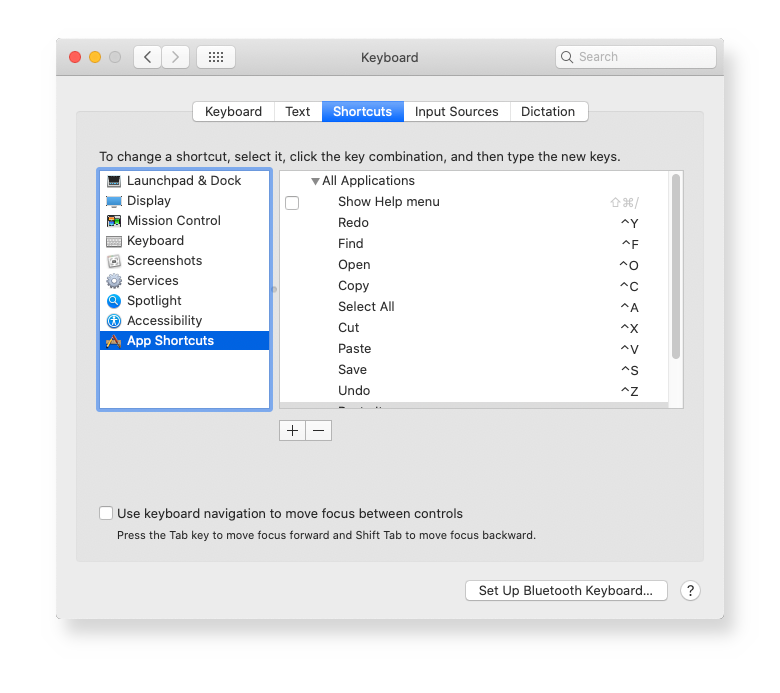 Keyboard
Search
Keyboard
Text
Shortcuts
Input Sources
Dictation
To change a shortcut, select it, click the key combination, and then type the new keys.
Launchpad & Dock
Display
Mission Control
Keyboard
Screenshots
Services
Spotlight
Accessibility
App Shortcuts
All Applications
Show Help menu ⇧⌘/
Redo ^Y
Find ^F
Open ^O
Copy ^C
Select All ^A
Cut ^X
Paste ^V
Save ^S
Undo ^Z
+ −
Use keyboard navigation to move focus between controls
Press the Tab key to move focus forward and Shift Tab to move focus backward.
Set Up Bluetooth Keyboard...
?